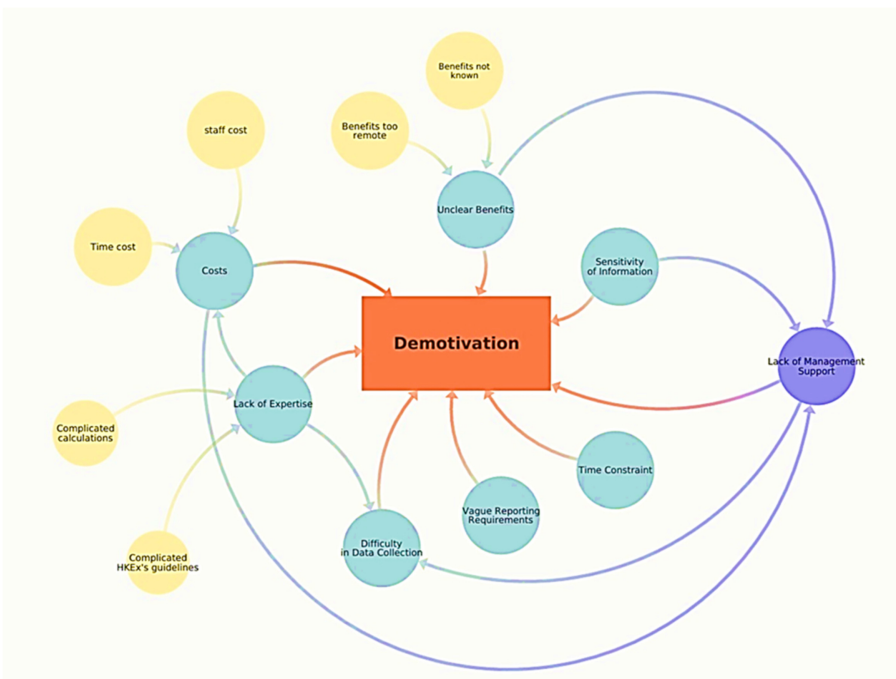 Benefits not
known
Benefits too
remote
staff cost
Unclear Benefits
Time cost
Costs
Sensitivity
of Information
Demotivation
Lack of Management
Support
Lack of Expertise
Complicated
calculations
Time Constraint
Vague Reporting
Requirements
Difficulty
in Data Collection
Complicated
HKEx's guidelines